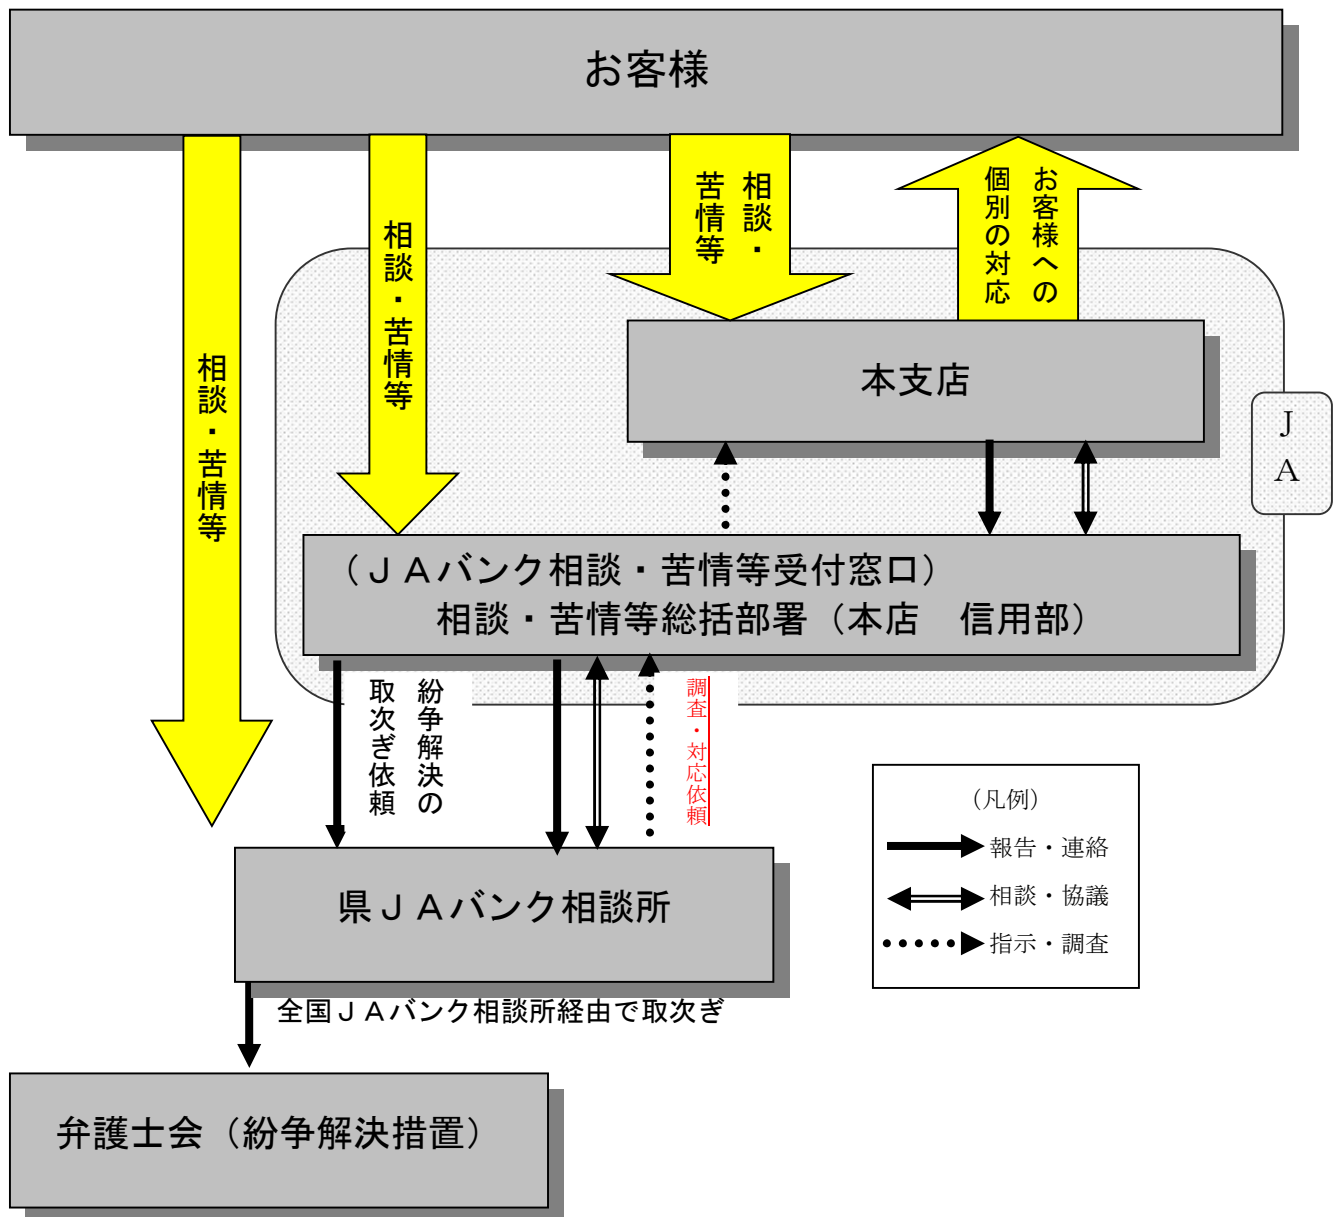 お客様
相談・苦情等
相談・苦情等
相談・
苦情等
お客様への
個別の対応
本支店
ＪＡ
（ＪＡバンク相談・苦情等受付窓口）
相談・苦情等総括部署（本店　信用部）
紛争解決の
取次ぎ依頼
調査・対応依頼
（凡例）
報告・連絡
相談・協議
指示・調査
県ＪＡバンク相談所
全国ＪＡバンク相談所経由で取次ぎ
弁護士会（紛争解決措置）